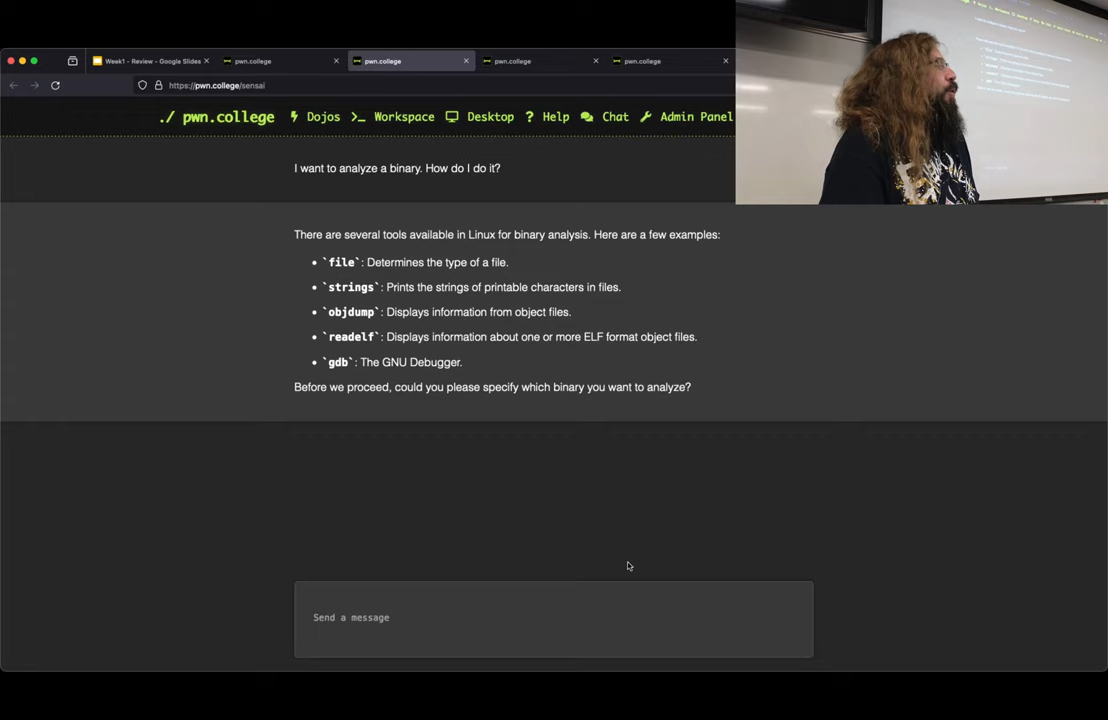 Week1 - Review - Google Slides
pwn.college
pwn.college
pwn.college
pwn.college
https://pwn.college/sensai
./ pwn.college
Dojos
>_ Workspace
Desktop
? Help
Chat
Admin Panel
I want to analyze a binary. How do I do it?
There are several tools available in Linux for binary analysis. Here are a few examples:
• `file`: Determines the type of a file.
• `strings`: Prints the strings of printable characters in files.
• `objdump`: Displays information from object files.
• `readelf`: Displays information about one or more ELF format object files.
• `gdb`: The GNU Debugger.
Before we proceed, could you please specify which binary you want to analyze?
Send a message